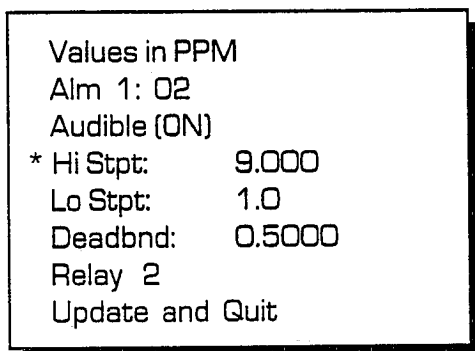 Values in PPM
Alm 1: O2
Audible (ON)
* Hi Stpt: 9.000
Lo Stpt: 1.0
Deadbnd: 0.5000
Relay 2
Update and Quit